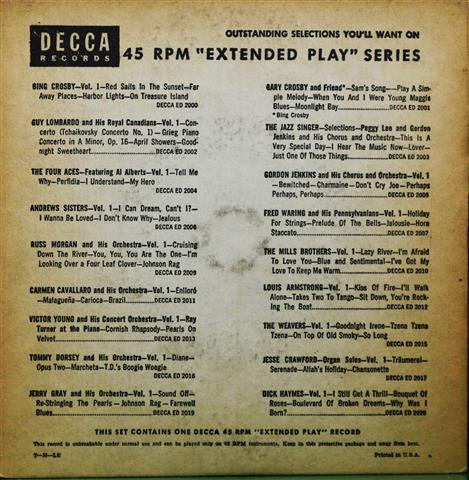 DECCA
RECORDS
OUTSTANDING SELECTIONS YOU'LL WANT ON
45 RPM "EXTENDED PLAY" SERIES
BING CROSBY—Vol. 1—Red Sails In The Sunset—Far
Away Places—Harbor Lights—On Treasure Island
DECCA ED 2000
GUY LOMBARDO and His Royal Canadians—Vol. 1—Con-
certo (Tchaikovsky Concerto No. 1) —Grieg Piano
Concerto in A Minor, Op. 16—April Showers—Good-
night Sweetheart..........DECCA ED 2002
THE FOUR ACES—Featuring Al Alberts—Vol. 1—Tell Me
Why—Perfidia—I Understand—My Hero
DECCA ED 2004
ANDREWS SISTERS—Vol. 1—I Can Dream, Can't I?—
I Wanna Be Loved—I Don't Know Why—Jealous
DECCA ED 2006
RUSS MORGAN and His Orchestra—Vol. 1—Cruising
Down The River—You, You, You Are The One—I'm
Looking Over a Four Leaf Clover—Johnson Rag
DECCA ED 2009
CARMEN CAVALLARO and His Orchestra—Vol. 1—Enlloró
—Malagueña—Carioca—Brazil..........DECCA ED 2011
VICTOR YOUNG and His Concert Orchestra—Vol. 1—Ray
Turner at the Piano—Cornish Rhapsody—Pearls On
Velvet..........DECCA ED 2013
TOMMY DORSEY and His Orchestra—Vol. 1—Diane—
Opus Two—Marcheta—T.D.'s Boogie Woogie
DECCA ED 2016
JERRY GRAY and His Orchestra—Vol. 1—Sound Off—
Re-Stringing The Pearls—Johnson Rag—Farewell
Blues..........DECCA ED 2019
GARY CROSBY and Friend*—Sam's Song—Play A Sim-
ple Melody—When You And I Were Young Maggie
Blues—Moonlight Bay..........DECCA ED 2001
*Bing Crosby
THE JAZZ SINGER—Selections—Peggy Lee and Gordon
Jenkins and His Chorus and Orchestra—This Is A
Very Special Day—I Hear The Music Now—Lover—
Just One Of Those Things..........DECCA ED 2003
GORDON JENKINS and His Chorus and Orchestra—Vol. 1
—Bewitched—Charmaine—Don't Cry Joe—Perhaps
Perhaps, Perhaps..........DECCA ED 2005
FRED WARING and His Pennsylvanians—Vol. 1—Holiday
For Strings—Prelude Of The Bells—Jalousie—Hora
Staccato..........DECCA ED 2007
THE MILLS BROTHERS—Vol. 1—Lazy River—I'm Afraid
To Love You—Blue and Sentimental—I've Got My
Love To Keep Me Warm..........DECCA ED 2010
LOUIS ARMSTRONG—Vol. 1—Kiss Of Fire—I'll Walk
Alone—Takes Two To Tango—Sit Down, You're Rock-
ing The Boat..........DECCA ED 2012
THE WEAVERS—Vol. 1—Goodnight Irene—Tzena Tzena
Tzena—On Top Of Old Smoky—So Long
DECCA ED 2015
JESSE CRAWFORD—Organ Solos—Vol. 1—Träumerei—
Serenade—Allah's Holiday—Chansonette
DECCA ED 2017
DICK HAYMES—Vol. 1—I Still Get A Thrill—Bouquet Of
Roses—Boulevard Of Broken Dreams—Why Was I
Born?..........DECCA ED 2020
THIS SET CONTAINS ONE DECCA 45 RPM "EXTENDED PLAY" RECORD
This record is unbreakable under normal use and can be played only on 45 RPM instruments. Keep in this protective package and away from heat.
Printed in U.S.A.